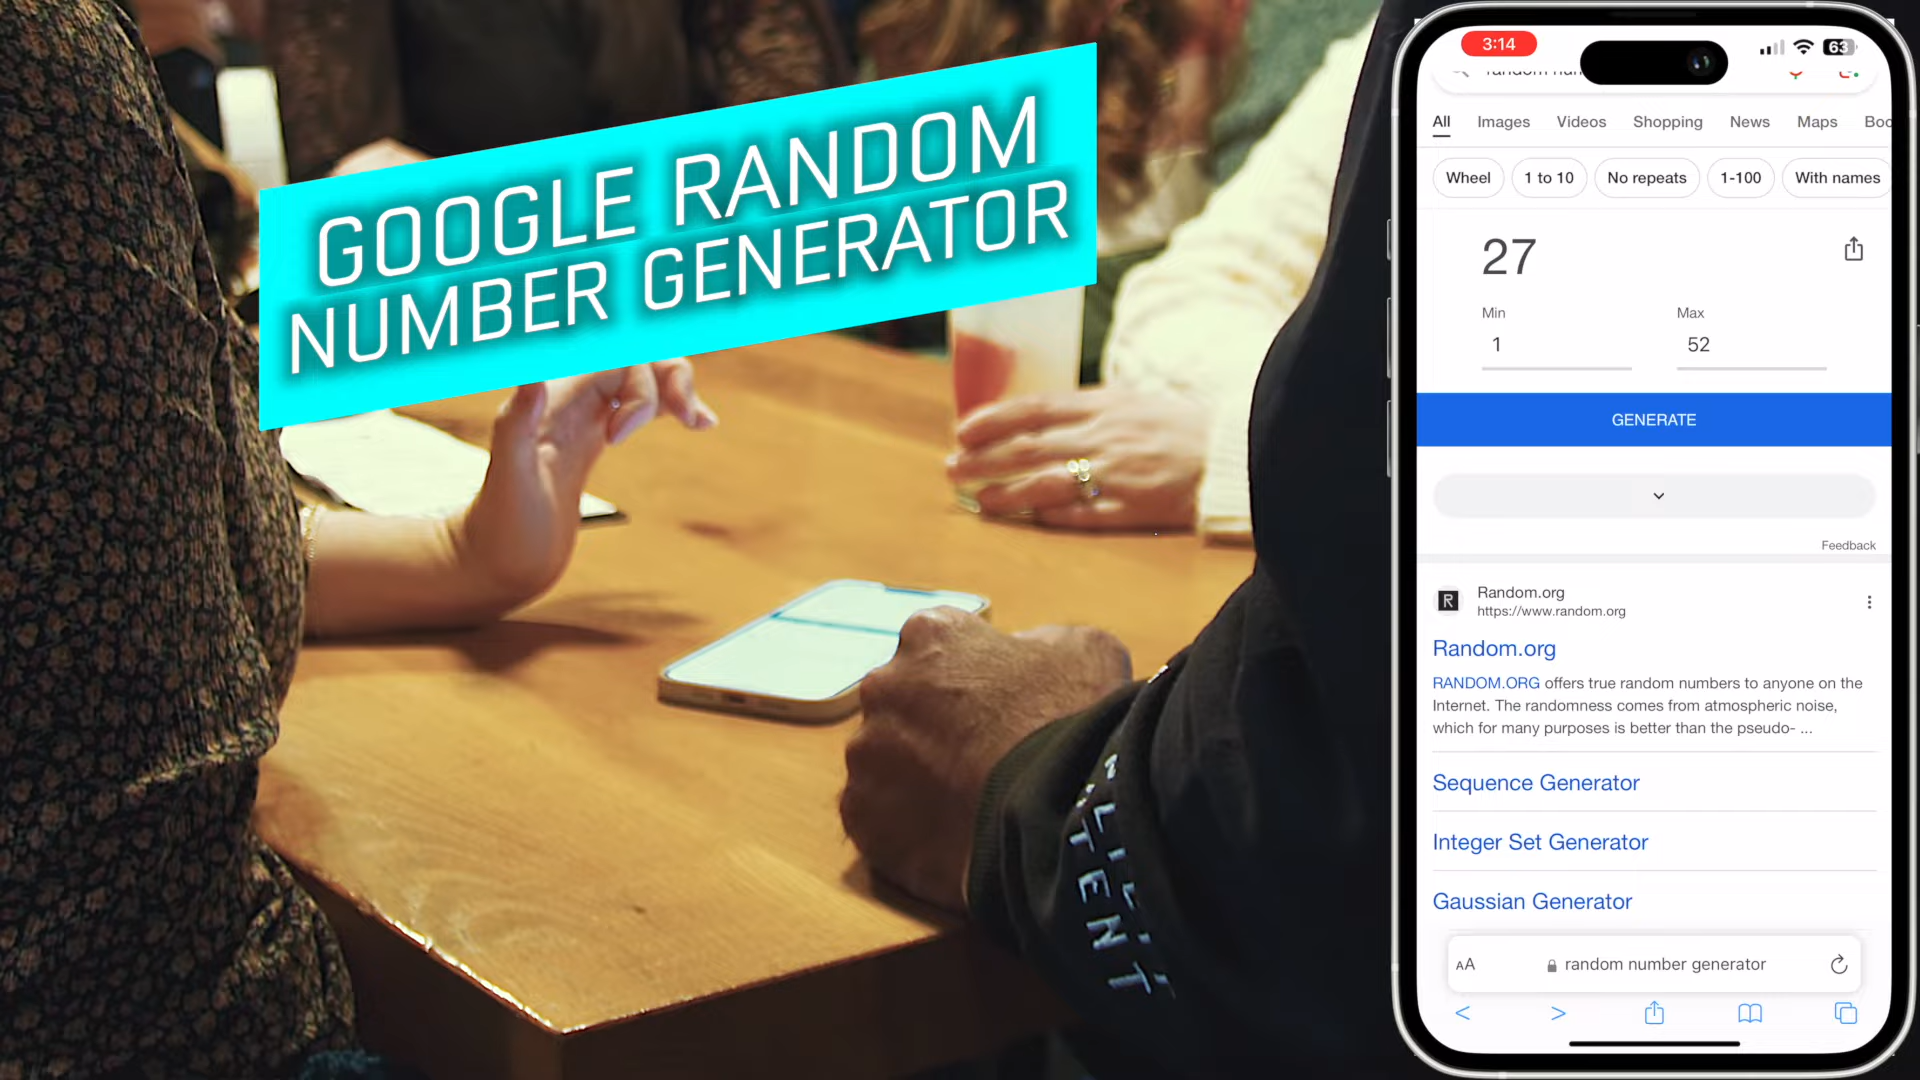 GOOGLE RANDOM
NUMBER GENERATOR
3:14
63
All Images Videos Shopping News Maps
Wheel 1 to 10 No repeats 1-100 With names
27
Min Max
1 52
GENERATE
Feedback
R
Random.org
https://www.random.org
Random.org
RANDOM.ORG offers true random numbers to anyone on the
Internet. The randomness comes from atmospheric noise,
which for many purposes is better than the pseudo- ...
Sequence Generator
Integer Set Generator
Gaussian Generator
AA random number generator